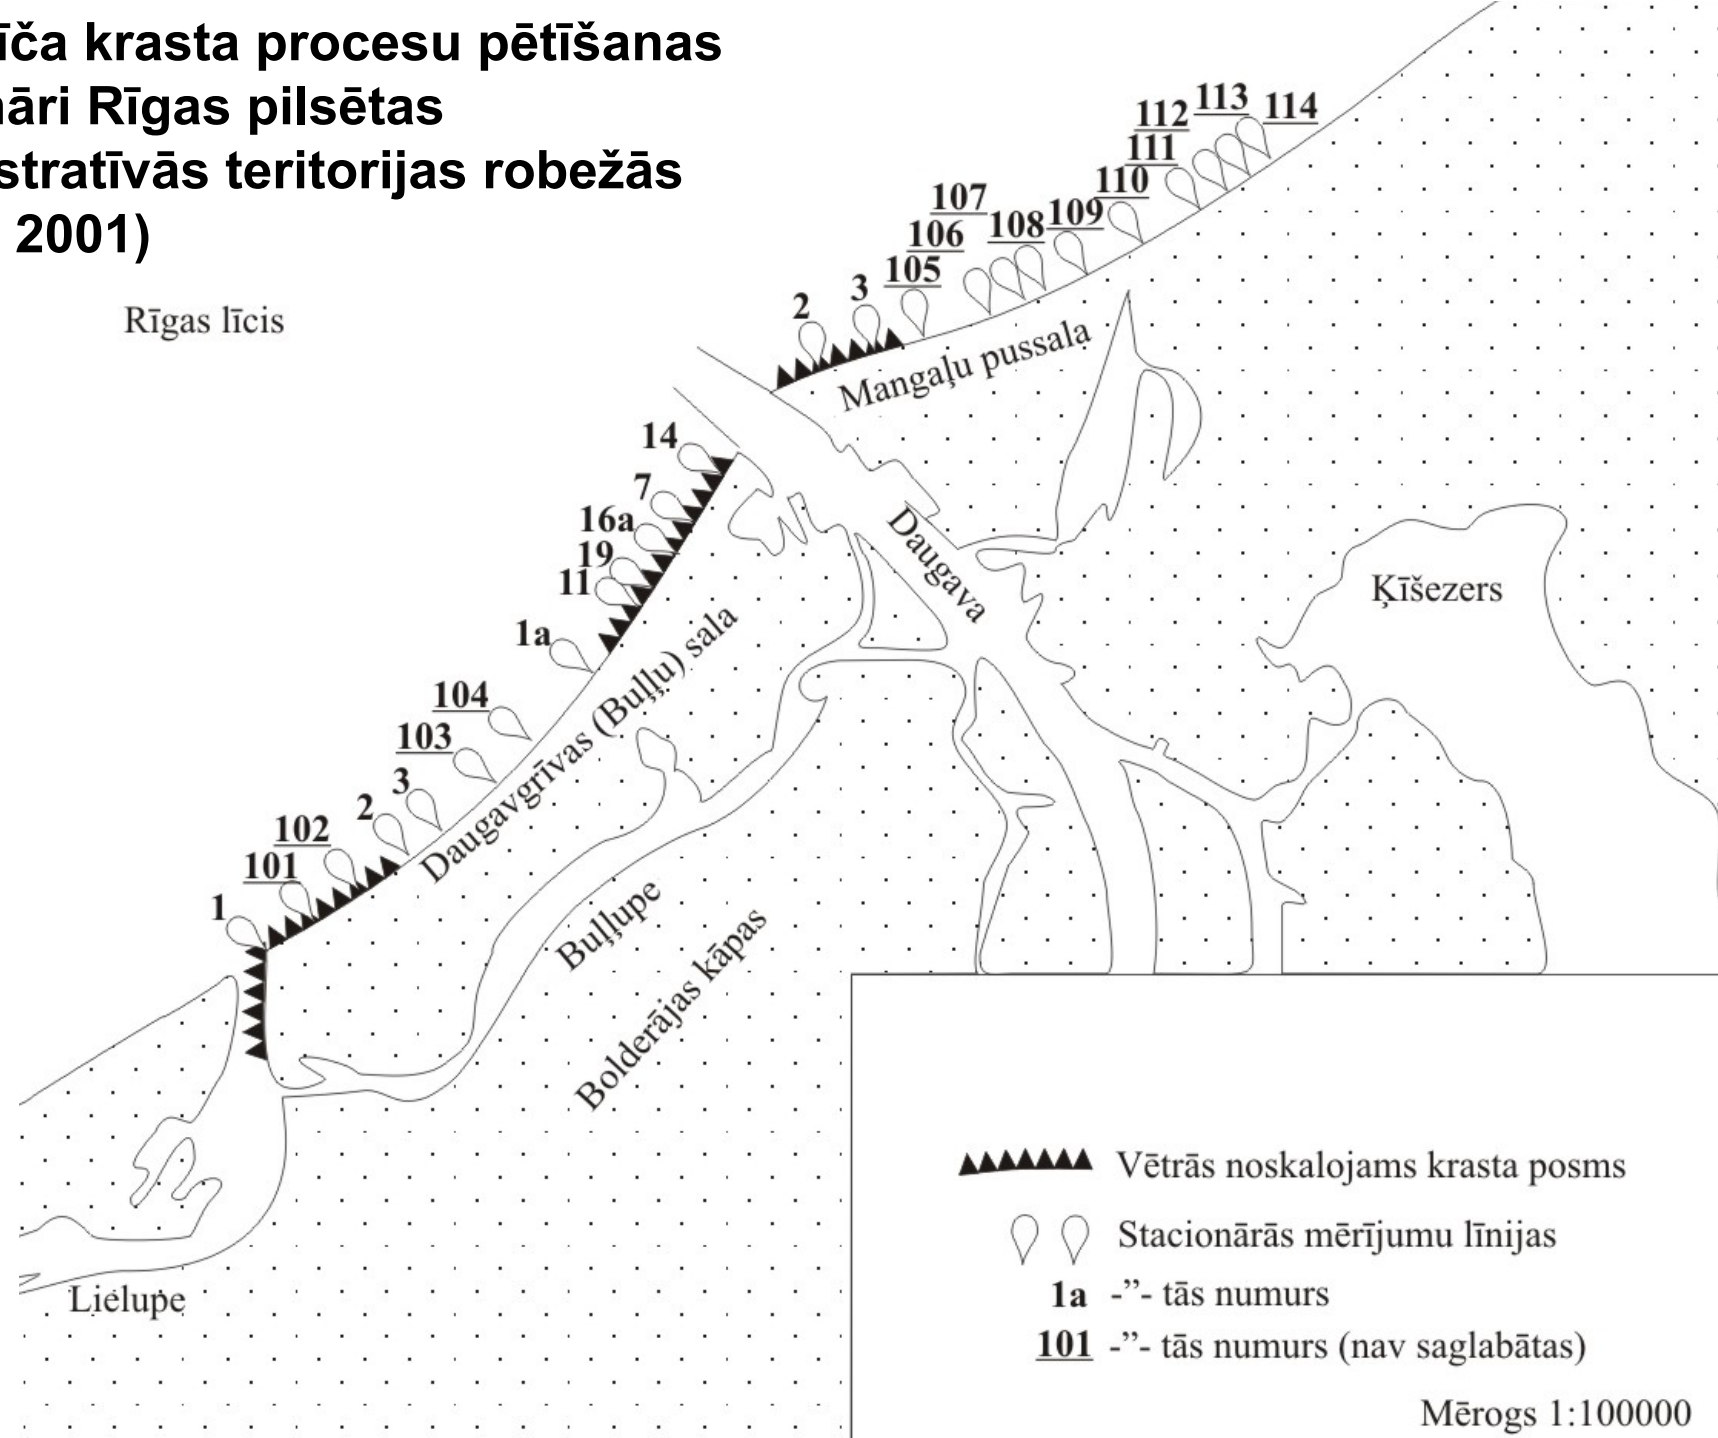 īča krasta procesu pētīšanas
āri Rīgas pilsētas
stratīvās teritorijas robežās
2001)
Rīgas līcis
112 113 114
111
110
107
106 108 109
105
3
2
Mangaļu pussala
14
7
16a
19
11
1a
104
103
3
2
102
101
1
Daugava
Ķīšezers
Daugavgrīvas (Buļļu) sala
Buļļupe
Bolderājas kāpas
Lielupe
Vētrās noskalojams krasta posms
Stacionārās mērījumu līnijas
1a -”- tās numurs
101 -”- tās numurs (nav saglabātas)
Mērogs 1:100000